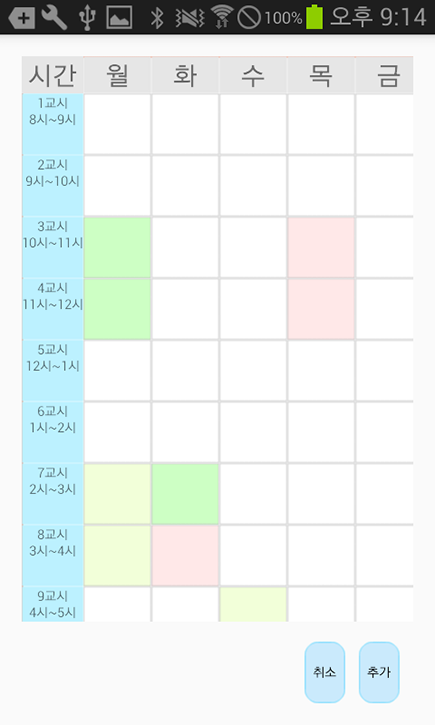 100% 오후 9:14
시간 월 화 수 목 금
1교시
8시~9시
2교시
9시~10시
3교시
10시~11시
4교시
11시~12시
5교시
12시~1시
6교시
1시~2시
7교시
2시~3시
8교시
3시~4시
9교시
4시~5시
취소 추가